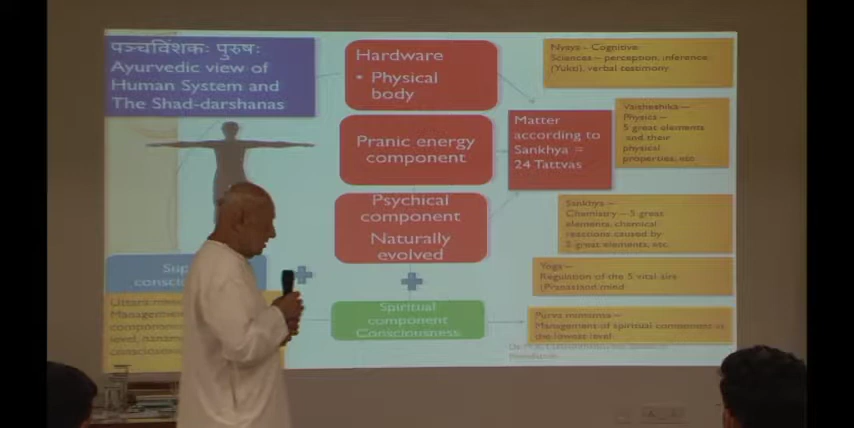 पञ्चविंशकः पुरुषः
Ayurvedic view of
Human System and
The Shad-darshanas
Hardware
• Physical
body
Pranic energy
component
Psychical
component
Naturally
evolved
Spiritual
component
Consciousness
Matter
according to
Sankhya =
24 Tattvas
Nyaya – Cognitive
Sciences – perception, inference
(Yukti), verbal testimony
Vaisheshika –
Physics –
5 great elements
and their
physical
properties, etc
Sankhya –
Chemistry – 5 great
elements, chemical
reactions caused by
5 great elements, etc.
Yoga –
Regulation of the 5 vital airs
(Pranas)and mind
Purva mimamsa –
Management of spiritual component at
the lowest level
Uttara
Management
level,